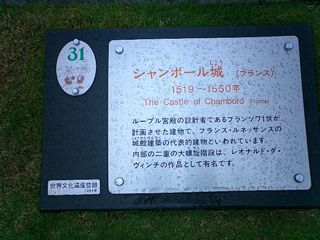 31
シャンボール城 (フランス)
1519～1550年
The Castle of Chambord (France)
ルーブル宮殿の設計者であるフランソワ1世が
計画させた建物で、フランス・ルネッサンスの
城館建築の代表的建物といわれています。
内部の二重の大螺旋階段は、レオナルド・ダ・
ヴィンチの作品として有名です。
世界文化遺産登録